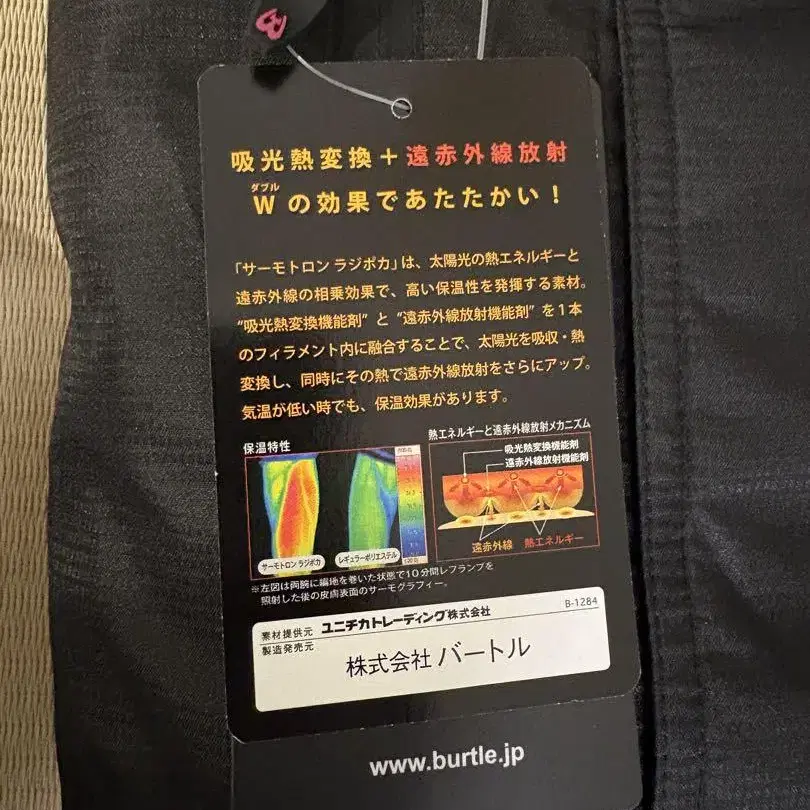 B
吸光熱変換＋遠赤外線放射
ダブル
Wの効果であたたかい！
「サーモトロン ラジポカ」は、太陽光の熱エネルギーと
遠赤外線の相乗効果で、高い保温性を発揮する素材。
“吸光熱変換機能剤”と“遠赤外線放射機能剤”を1本
のフィラメント内に融合することで、太陽光を吸収・熱
変換し、同時にその熱で遠赤外線放射をさらにアップ。
気温が低い時でも、保温効果があります。
保温特性
サーモトロン ラジポカ
レギュラーポリエステル
熱エネルギーと遠赤外線放射メカニズム
吸光熱変換機能剤
遠赤外線放射機能剤
遠赤外線
熱エネルギー
※左図は両腕に編地を巻いた状態で10分間レフランプを
照射した後の皮膚表面のサーモグラフィー。
素材提供元 ユニチカトレーディング株式会社
B-1284
製造発売元
株式会社 バートル
www.burtle.jp